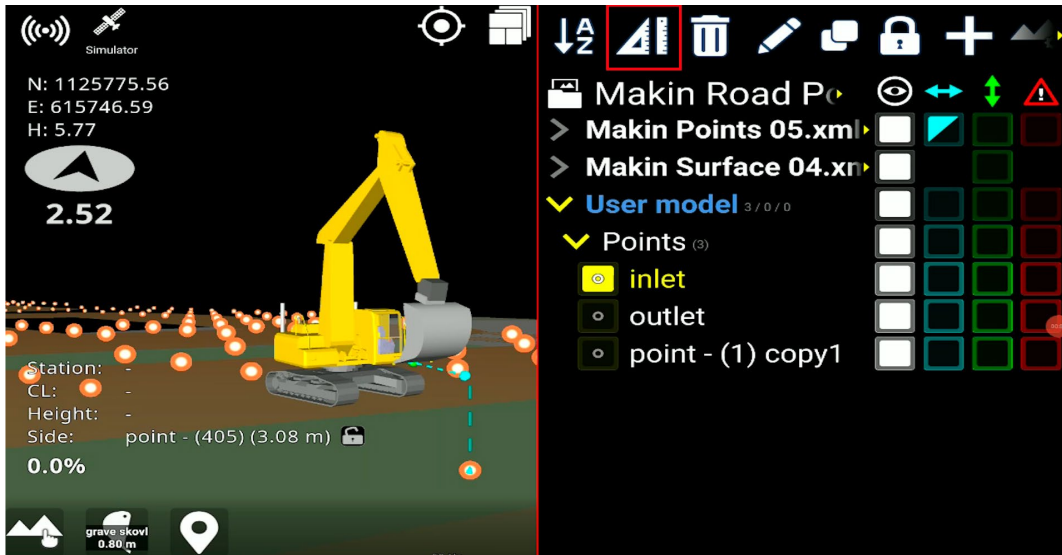 Simulator
N: 1125775.56
E: 615746.59
H: 5.77
2.52
Station: -
CL: -
Height: -
Side: point - (405) (3.08 m)
0.0%
grave skovl
0.80 m
A
Z
Makin Road
Makin Points 05.xml
Makin Surface 04.xn
User model 3 / 0 / 0
Points (3)
inlet
outlet
point - (1) copy1